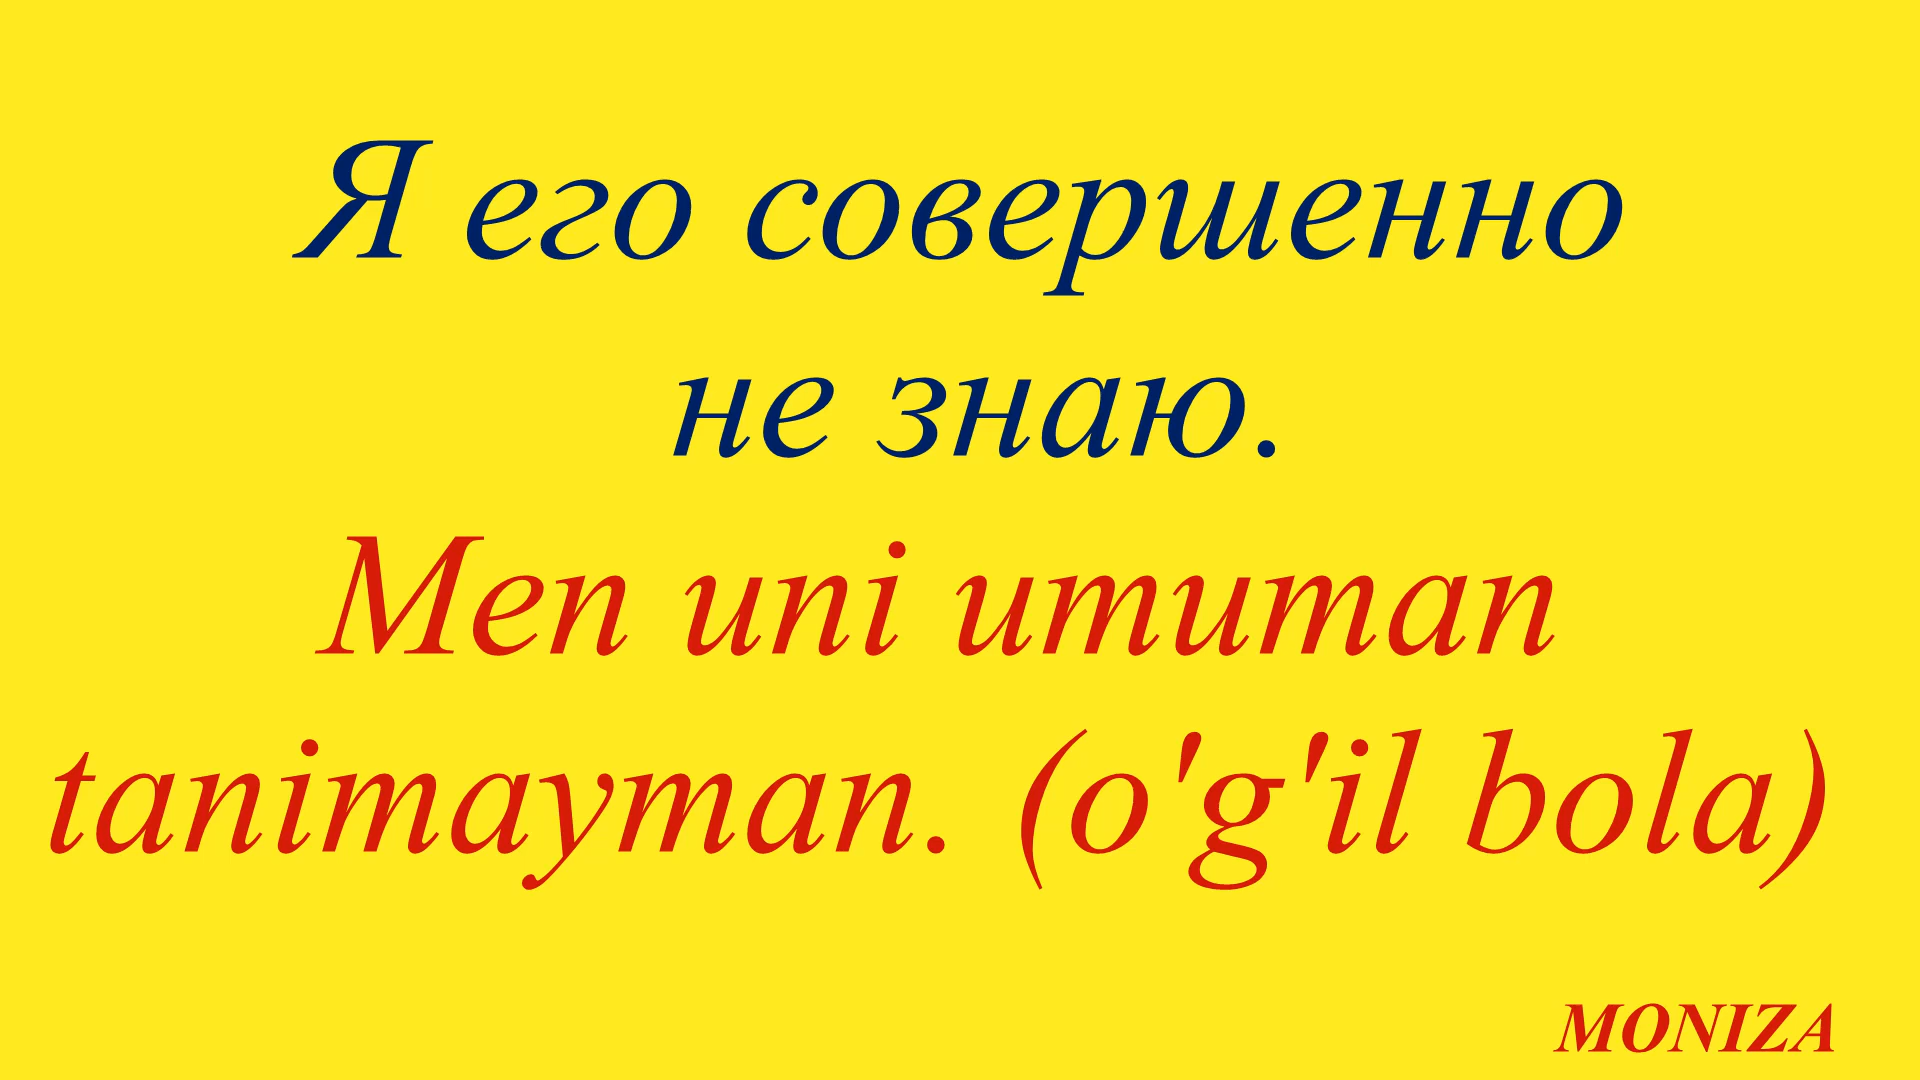 Я его совершенно
не знаю.
Men uni umuman
tanimayman. (o'g'il bola)
MONIZA